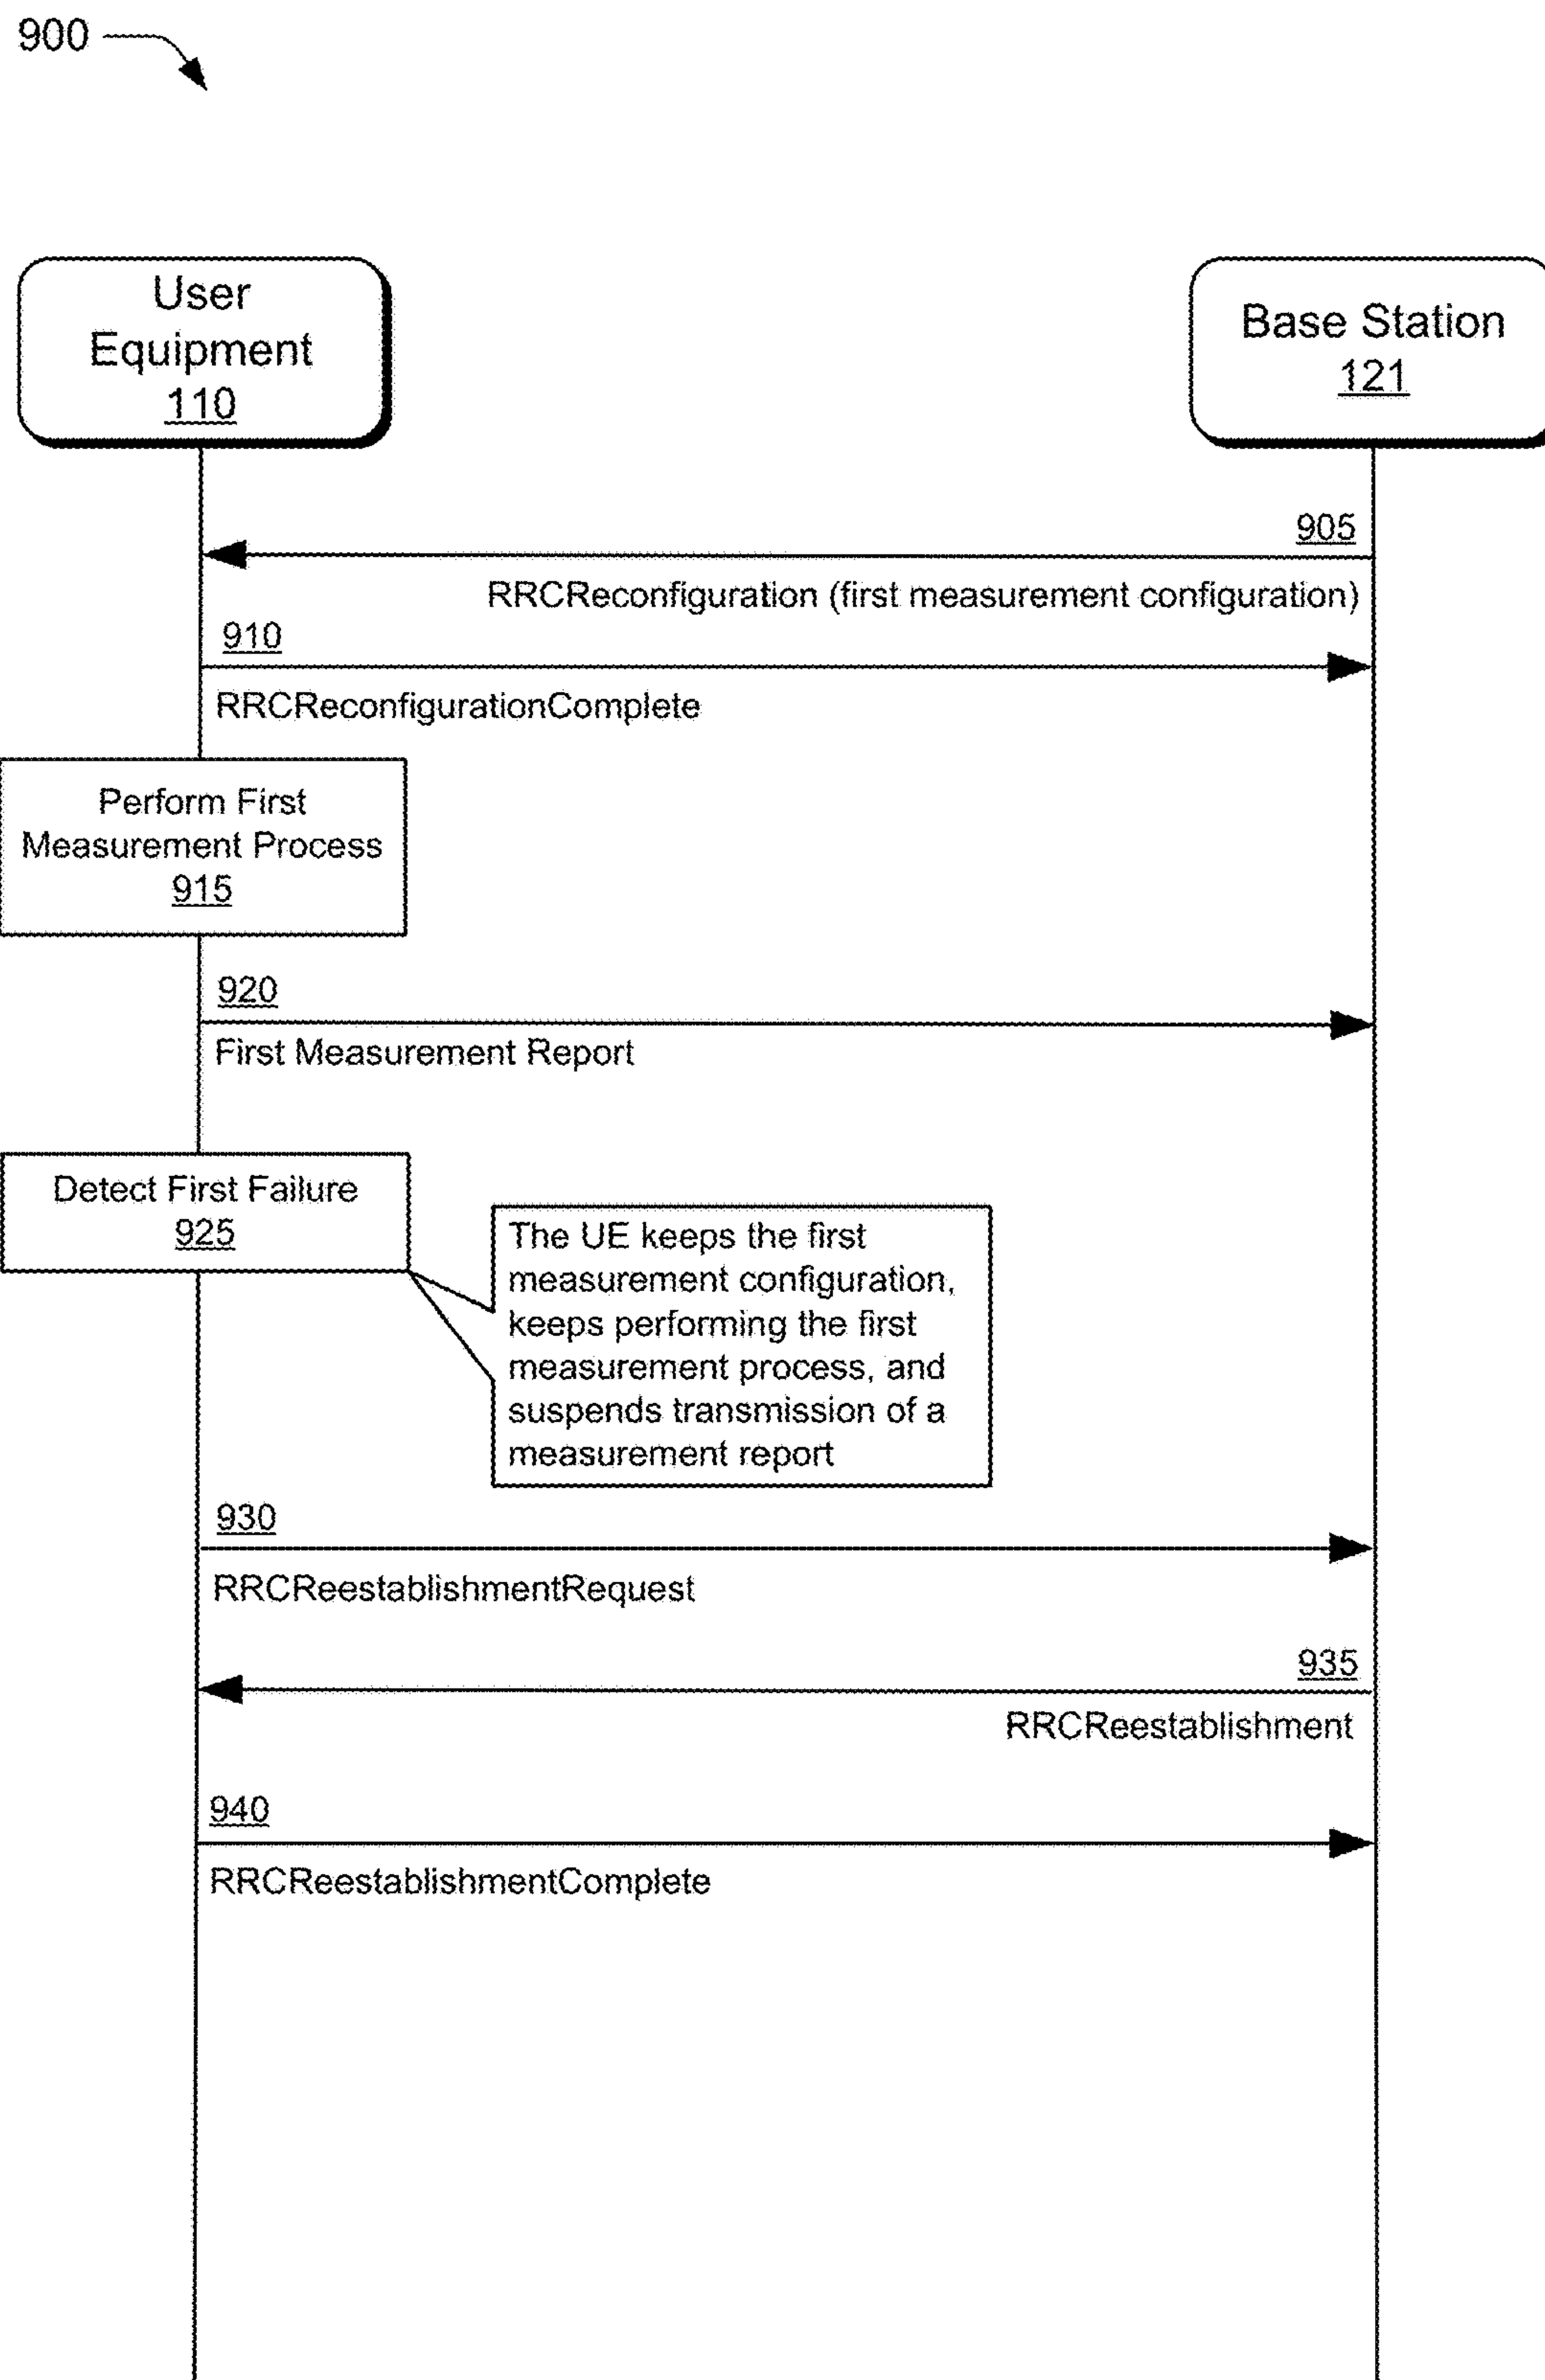 900
User
Equipment
110
Base Station
121
905
RRCReconfiguration (first measurement configuration)
910
RRCReconfigurationComplete
Perform First
Measurement Process
915
920
First Measurement Report
Detect First Failure
925
The UE keeps the first
measurement configuration,
keeps performing the first
measurement process, and
suspends transmission of a
measurement report
930
RRCReestablishmentRequest
935
RRCReestablishment
940
RRCReestablishmentComplete